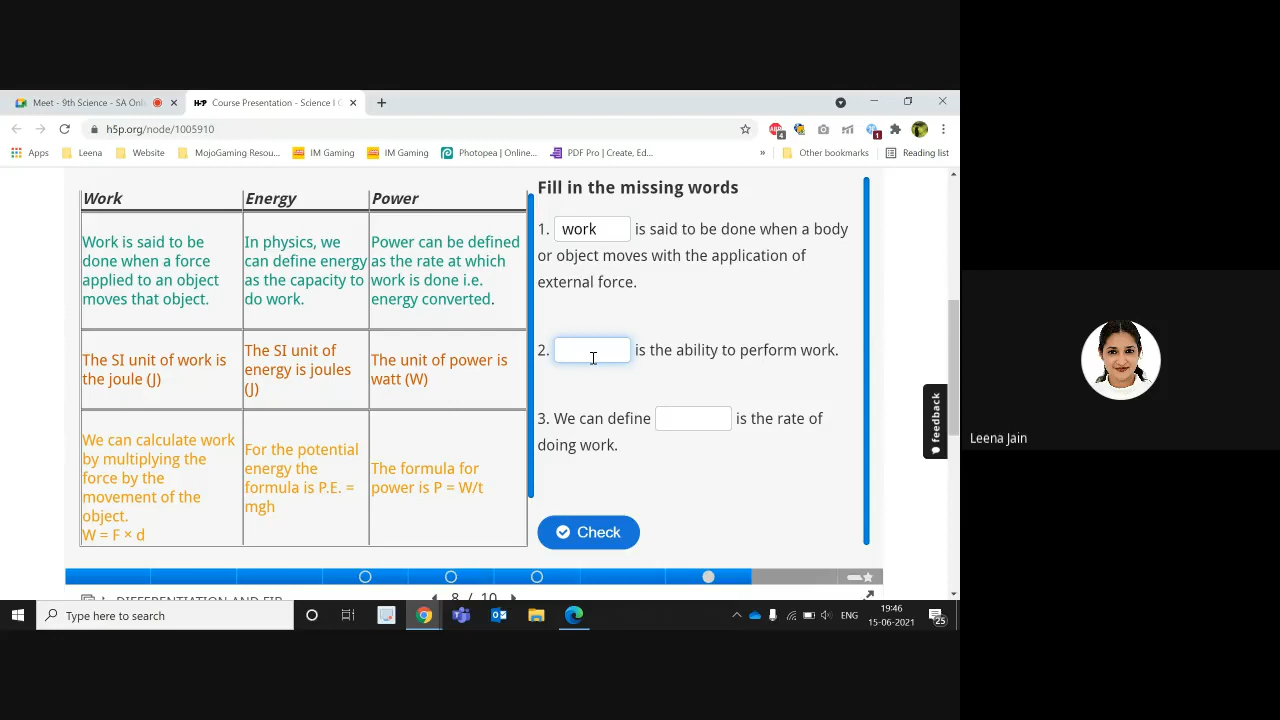 Meet - 9th Science - SA Onl
Course Presentation - Science I C
h5p.org/node/1005910
Apps
Leena
Website
MojoGaming Resou...
IM Gaming
IM Gaming
Photopea | Online...
PDF Pro | Create, Ed...
»
Other bookmarks
Reading list
Work
Energy
Power
Work is said to be
done when a force
applied to an object
moves that object.
In physics, we
can define energy
as the capacity to
do work.
Power can be defined
as the rate at which
work is done i.e.
energy converted.
The SI unit of work is
the joule (J)
The SI unit of
energy is joules
(J)
The unit of power is
watt (W)
We can calculate work
by multiplying the
force by the
movement of the
object.
W = F × d
For the potential
energy the
formula is P.E. =
mgh
The formula for
power is P = W/t
Fill in the missing words
1. work is said to be done when a body
or object moves with the application of
external force.
2. is the ability to perform work.
3. We can define is the rate of
doing work.
Check
feedback
Leena Jain
8 / 10
Type here to search
ENG
19:46
15-06-2021
25